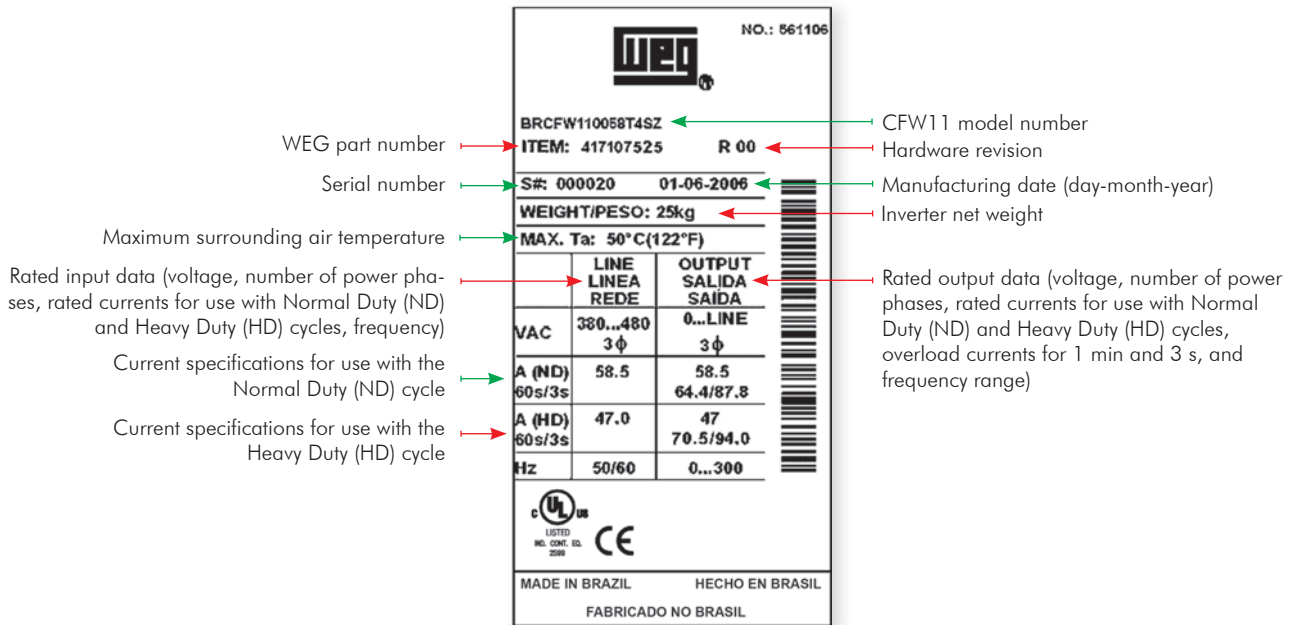 NO.: 561106
WEG
BRCFW110058T4SZ
CFW11 model number
WEG part number
ITEM: 417107525 R 00
Hardware revision
Serial number
S#: 000020 01-06-2006
Manufacturing date (day-month-year)
WEIGHT/PESO: 25kg
Inverter net weight
Maximum surrounding air temperature
MAX. Ta: 50°C(122°F)
Rated input data (voltage, number of power pha-
ses, rated currents for use with Normal Duty (ND)
and Heavy Duty (HD) cycles, frequency)
LINE
LINEA
REDE
OUTPUT
SALIDA
SAÍDA
Rated output data (voltage, number of power
phases, rated currents for use with Normal
Duty (ND) and Heavy Duty (HD) cycles,
overload currents for 1 min and 3 s, and
frequency range)
VAC
380...480
3ϕ
0...LINE
3ϕ
Current specifications for use with the
Normal Duty (ND) cycle
A (ND)
60s/3s
58.5
58.5
64.4/87.8
Current specifications for use with the
Heavy Duty (HD) cycle
A (HD)
60s/3s
47.0
47
70.5/94.0
Hz 50/60 0...300
C UL US
LISTED
IND. CONT. EQ.
CE
MADE IN BRAZIL HECHO EN BRASIL
FABRICADO NO BRASIL